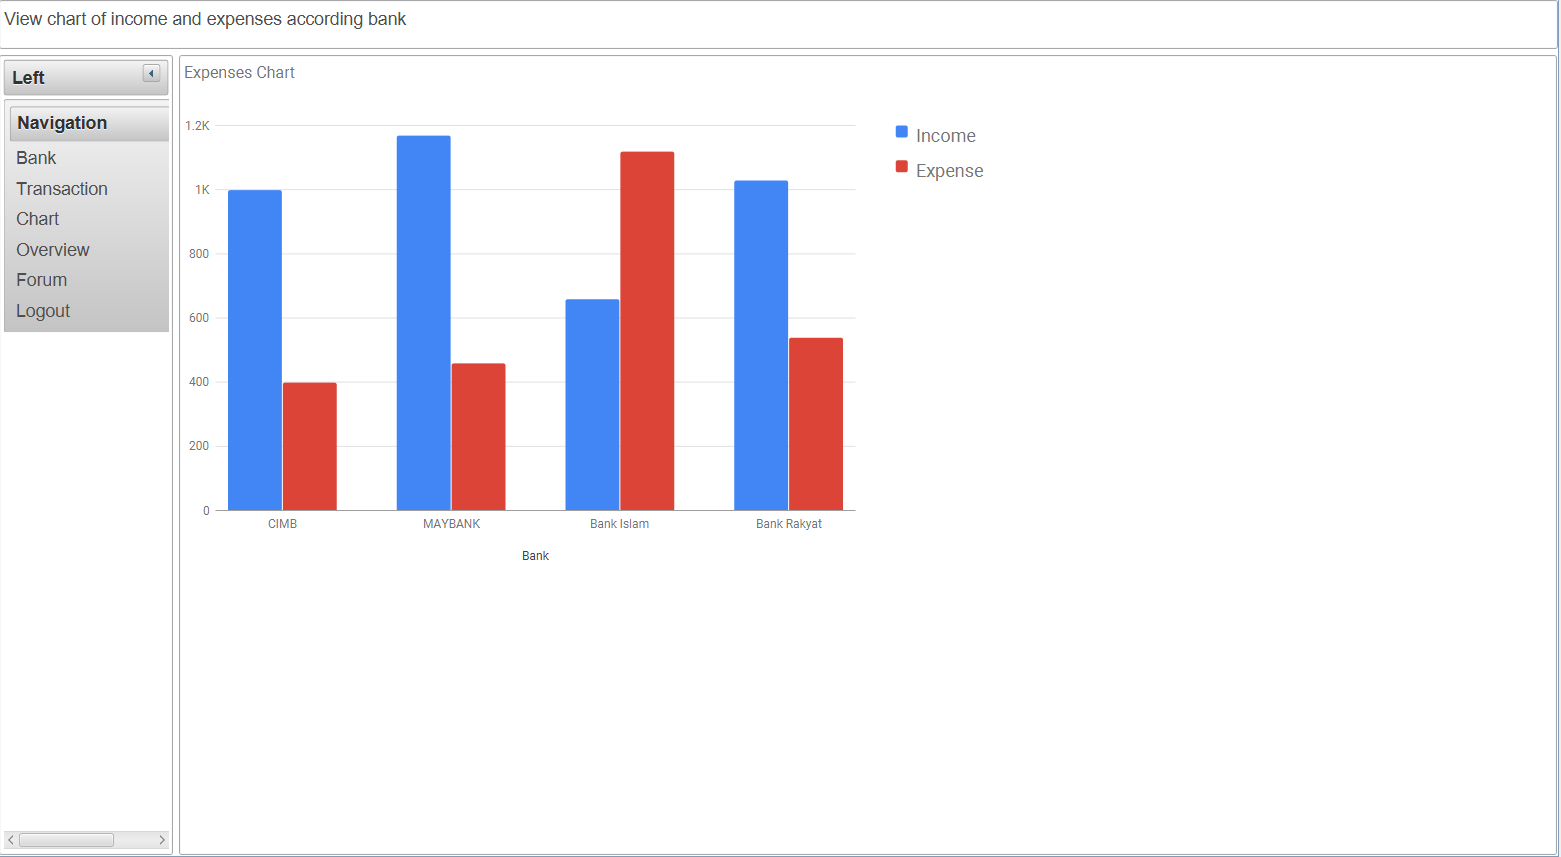 View chart of income and expenses according bank
Left
Navigation
Bank
Transaction
Chart
Overview
Forum
Logout
Expenses Chart
1.2K
1K
800
600
400
200
0
CIMB MAYBANK Bank Islam Bank Rakyat
Bank
Income
Expense